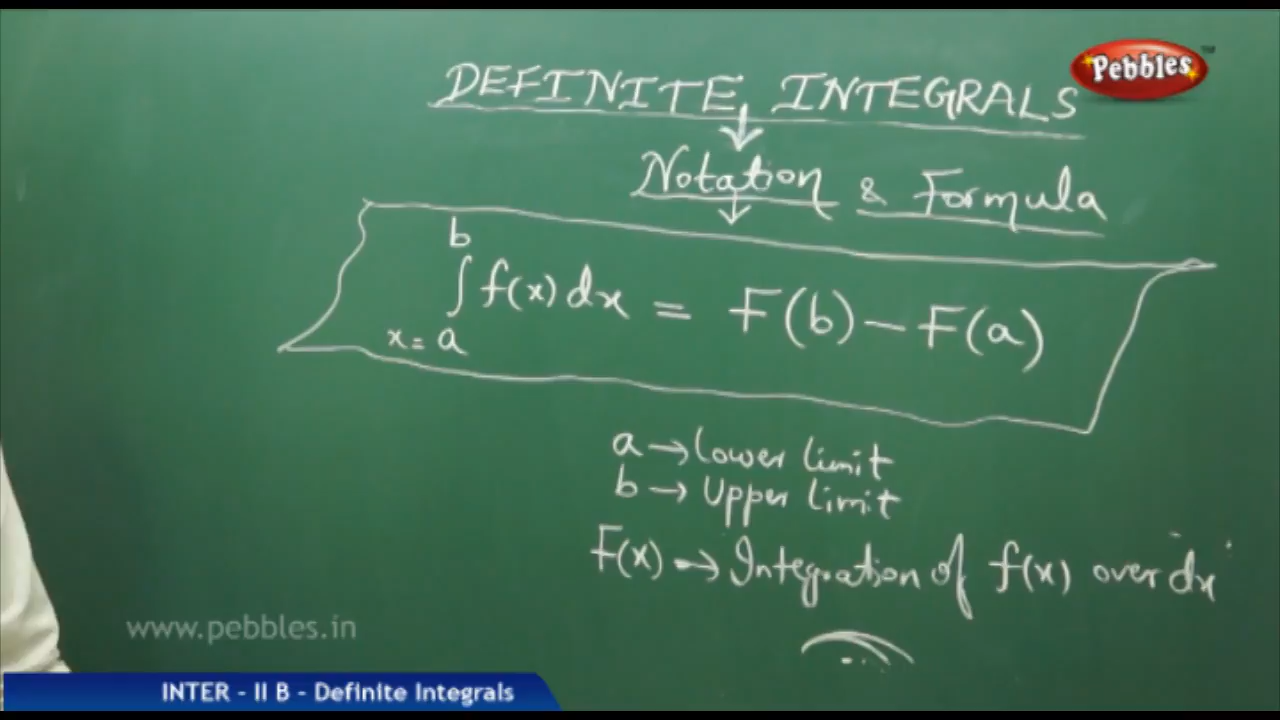 DEFINITE INTEGRALS
Pebbles™
Notation & Formula
b
∫ f(x) dx = F(b) − F(a)
x = a
a → Lower limit
b → Upper limit
F(x) → Integration of f(x) over dx
www.pebbles.in
INTER - II B - Definite Integrals